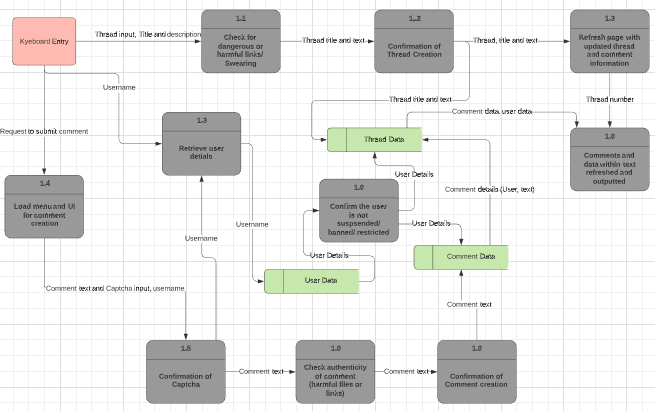 Kyeboard Entry
Thread input, Title and description
1.1
Check for
dangerous or
harmful links/
Swearing
Thread title and text
1.2
Confirmation of
Thread Creation
Thread, title and text
1.3
Refresh page with
updated thread
and comment
information
Username
Request to submit comment
1.3
Retrieve user
detials
Thread title and text
Comment data, user data
Thread number
Thread Data
1.0
Comments and
data within text
refreshed and
outputted
1.4
Load menu and UI
for comment
creation
User Details
1.0
Confirm the user
is not
suspsended/
banned/ restricted
Comment details (User, text)
Username
Username
User Details
User Details
Comment Data
User Data
Comment text and Captcha input, username
Comment text
1.5
Confirmation of
Captcha
Comment text
1.0
Check authenticity
of comment
(harmful files or
links)
Comment text
1.0
Confirmation of
Comment creation